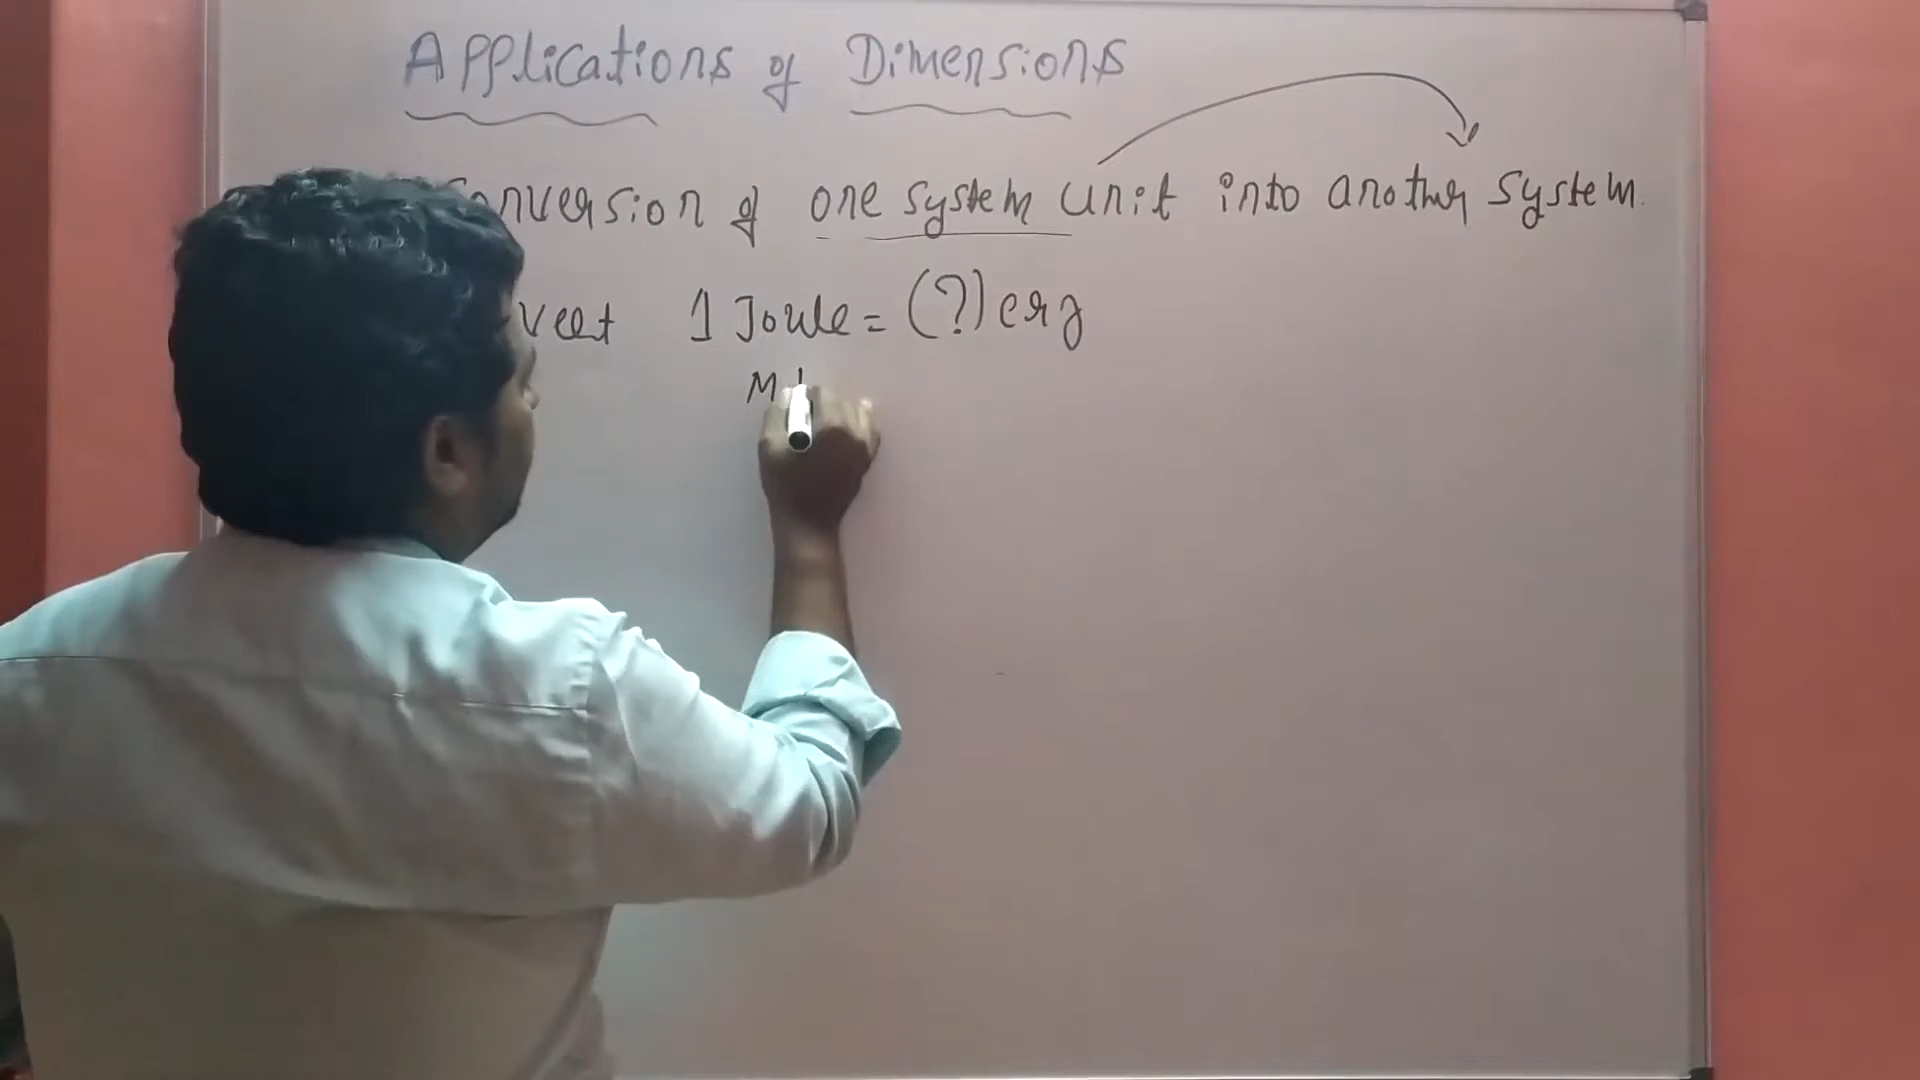 Applications of Dimensions
onversion of one system unit into another system.
vert 1 Joule = (?) erg
M L